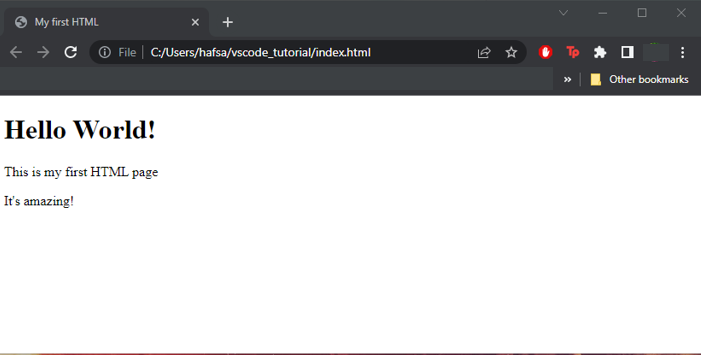 My first HTML
File C:/Users/hafsa/vscode_tutorial/index.html
Tp
» Other bookmarks
Hello World!
This is my first HTML page
It's amazing!